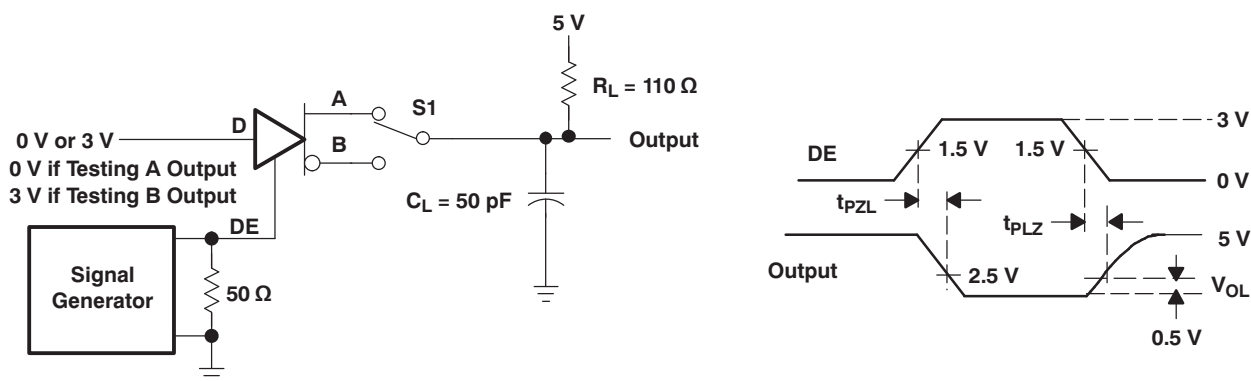 5 V
R_L = 110 Ω
A
S1
D
0 V or 3 V
B
Output
0 V if Testing A Output
3 V if Testing B Output
C_L = 50 pF
DE
Signal
Generator
50 Ω
3 V
DE
1.5 V
1.5 V
0 V
t_PZL
t_PLZ
5 V
Output
2.5 V
V_OL
0.5 V